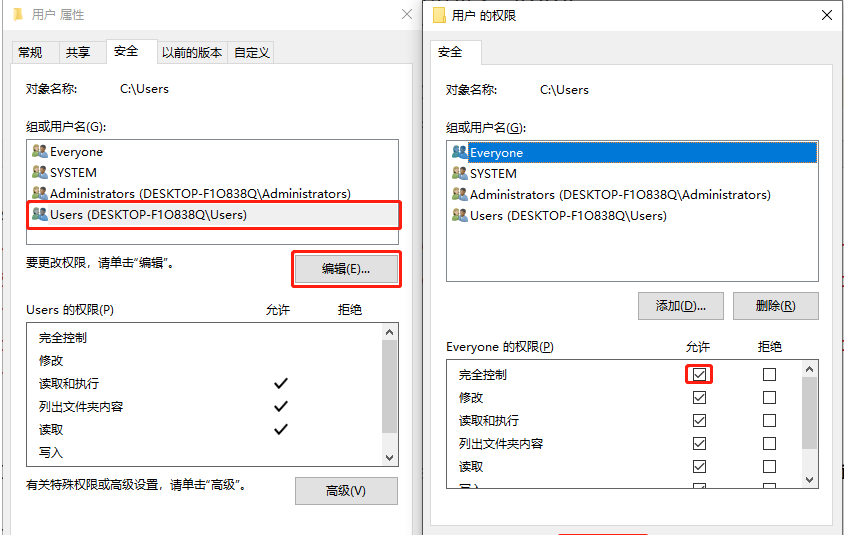 用户 属性
常规 共享 安全 以前的版本 自定义
对象名称: C:\Users
组或用户名(G):
Everyone
SYSTEM
Administrators (DESKTOP-F1O838Q\Administrators)
Users (DESKTOP-F1O838Q\Users)
要更改权限，请单击“编辑”。
编辑(E)...
Users 的权限(P) 允许 拒绝
完全控制
修改
读取和执行
列出文件夹内容
读取
写入
有关特殊权限或高级设置，请单击“高级”。
高级(V)
用户 的权限
安全
对象名称: C:\Users
组或用户名(G):
Everyone
SYSTEM
Administrators (DESKTOP-F1O838Q\Administrators)
Users (DESKTOP-F1O838Q\Users)
添加(D)... 删除(R)
Everyone 的权限(P) 允许 拒绝
完全控制
修改
读取和执行
列出文件夹内容
读取